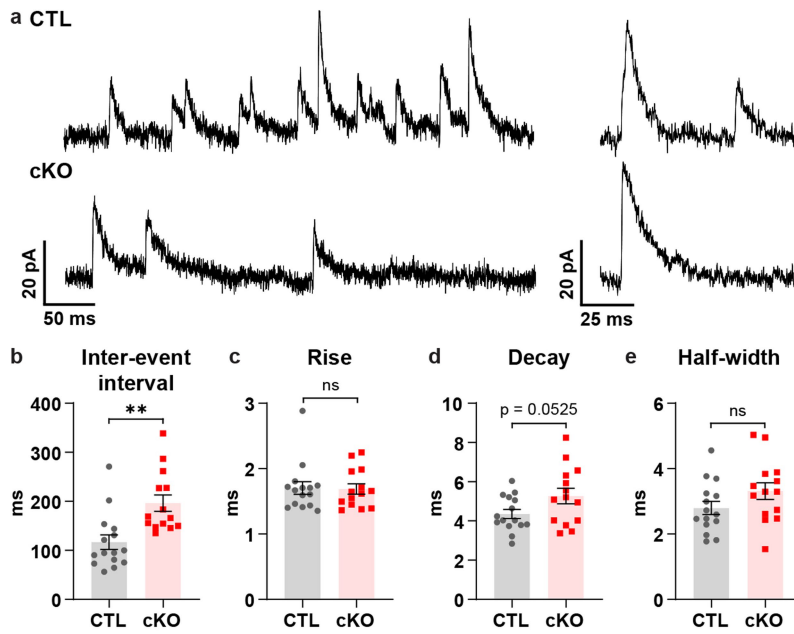 a CTL
cKO
20 pA
50 ms
20 pA
25 ms
b Inter-event
interval
400
300
200
100
0
ms
**
CTL cKO
c Rise
3
2
1
0
ms
ns
CTL cKO
d Decay
10
8
6
4
2
0
ms
p = 0.0525
CTL cKO
e Half-width
6
4
2
0
ms
ns
CTL cKO